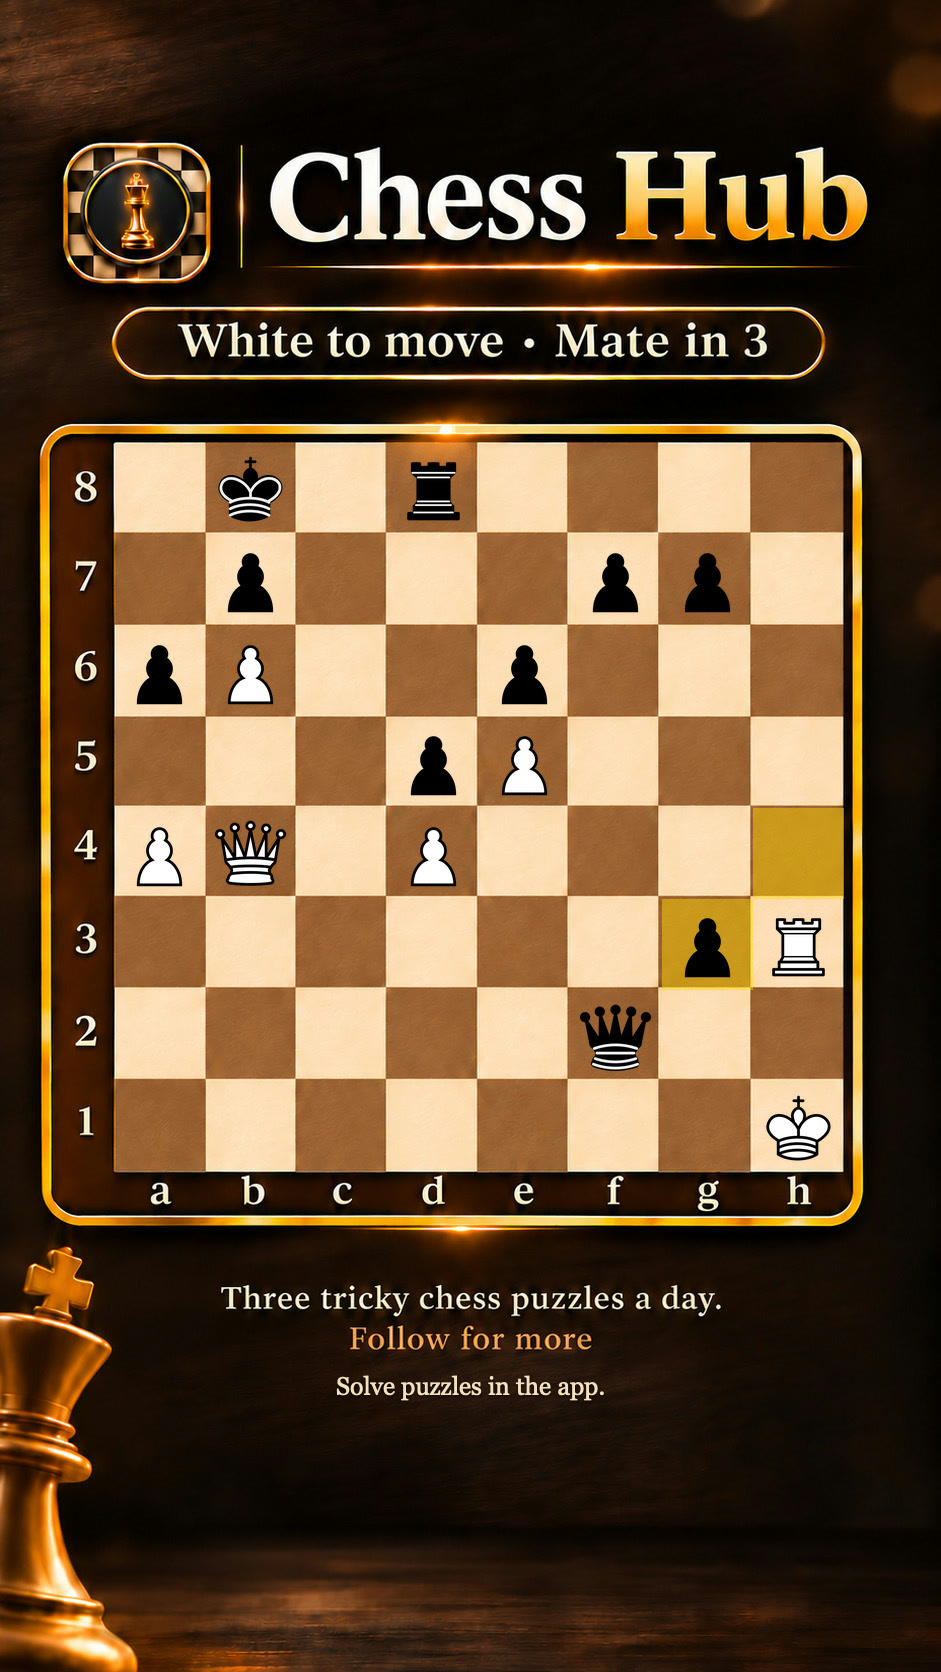 Chess Hub
White to move • Mate in 3
8
7
6
5
4
3
2
1
a b c d e f g h
Three tricky chess puzzles a day.
Follow for more
Solve puzzles in the app.